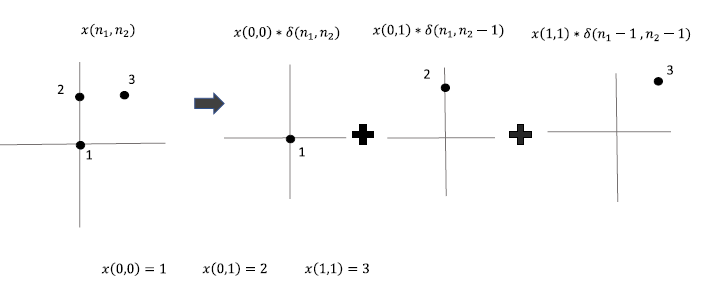 x(n₁,n₂)
x(0,0) ∗ δ(n₁,n₂)
x(0,1) ∗ δ(n₁,n₂ − 1)
x(1,1) ∗ δ(n₁ − 1 ,n₂ − 1)
2
3
1
1
2
3
x(0,0) = 1
x(0,1) = 2
x(1,1) = 3